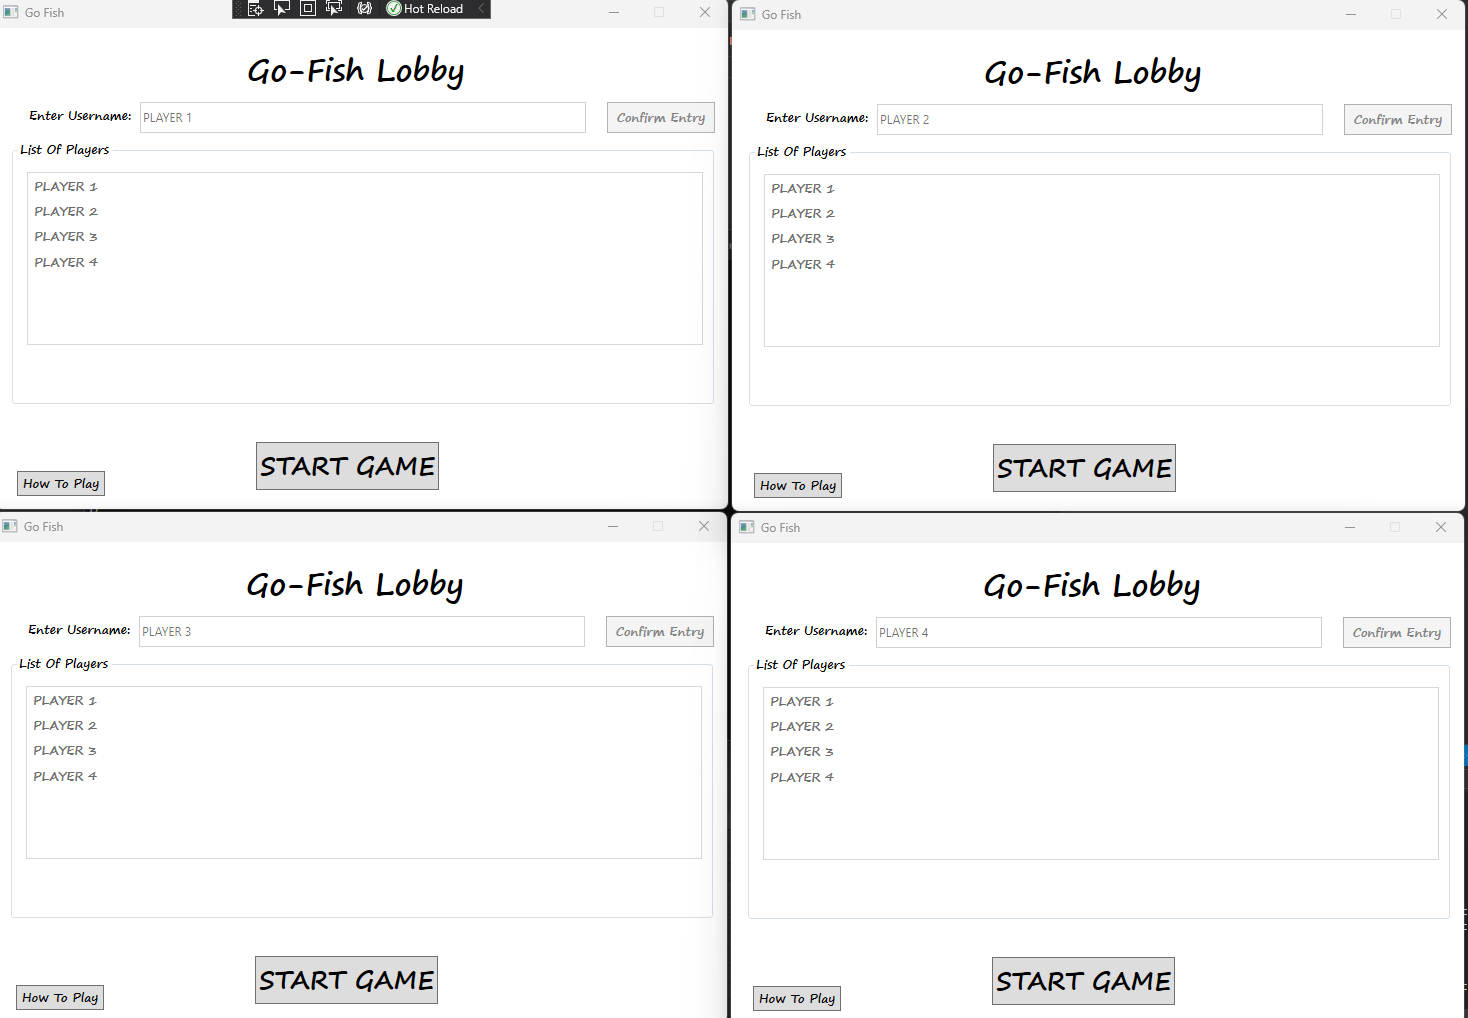 Go Fish
Hot Reload
Go-Fish Lobby
Enter Username: PLAYER 1 Confirm Entry
List Of Players
PLAYER 1
PLAYER 2
PLAYER 3
PLAYER 4
START GAME
How To Play
Go Fish
Go-Fish Lobby
Enter Username: PLAYER 2 Confirm Entry
List Of Players
PLAYER 1
PLAYER 2
PLAYER 3
PLAYER 4
START GAME
How To Play
Go Fish
Go-Fish Lobby
Enter Username: PLAYER 3 Confirm Entry
List Of Players
PLAYER 1
PLAYER 2
PLAYER 3
PLAYER 4
START GAME
How To Play
Go Fish
Go-Fish Lobby
Enter Username: PLAYER 4 Confirm Entry
List Of Players
PLAYER 1
PLAYER 2
PLAYER 3
PLAYER 4
START GAME
How To Play